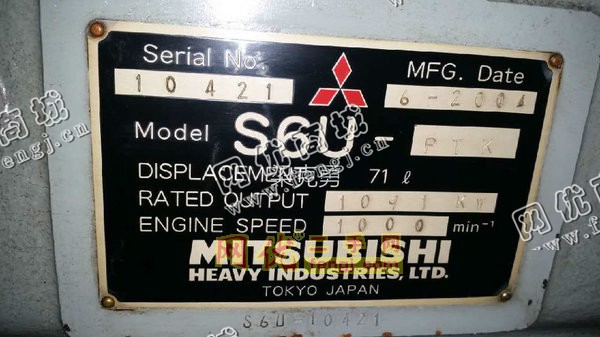 Serial No. 10421
MFG. Date 6-2004
Model S6U-PTK
DISPLACEMENT 71 ℓ
RATED OUTPUT 1091 KW
ENGINE SPEED 1000 min⁻¹
MITSUBISHI
HEAVY INDUSTRIES, LTD.
TOKYO JAPAN
S6U-10421